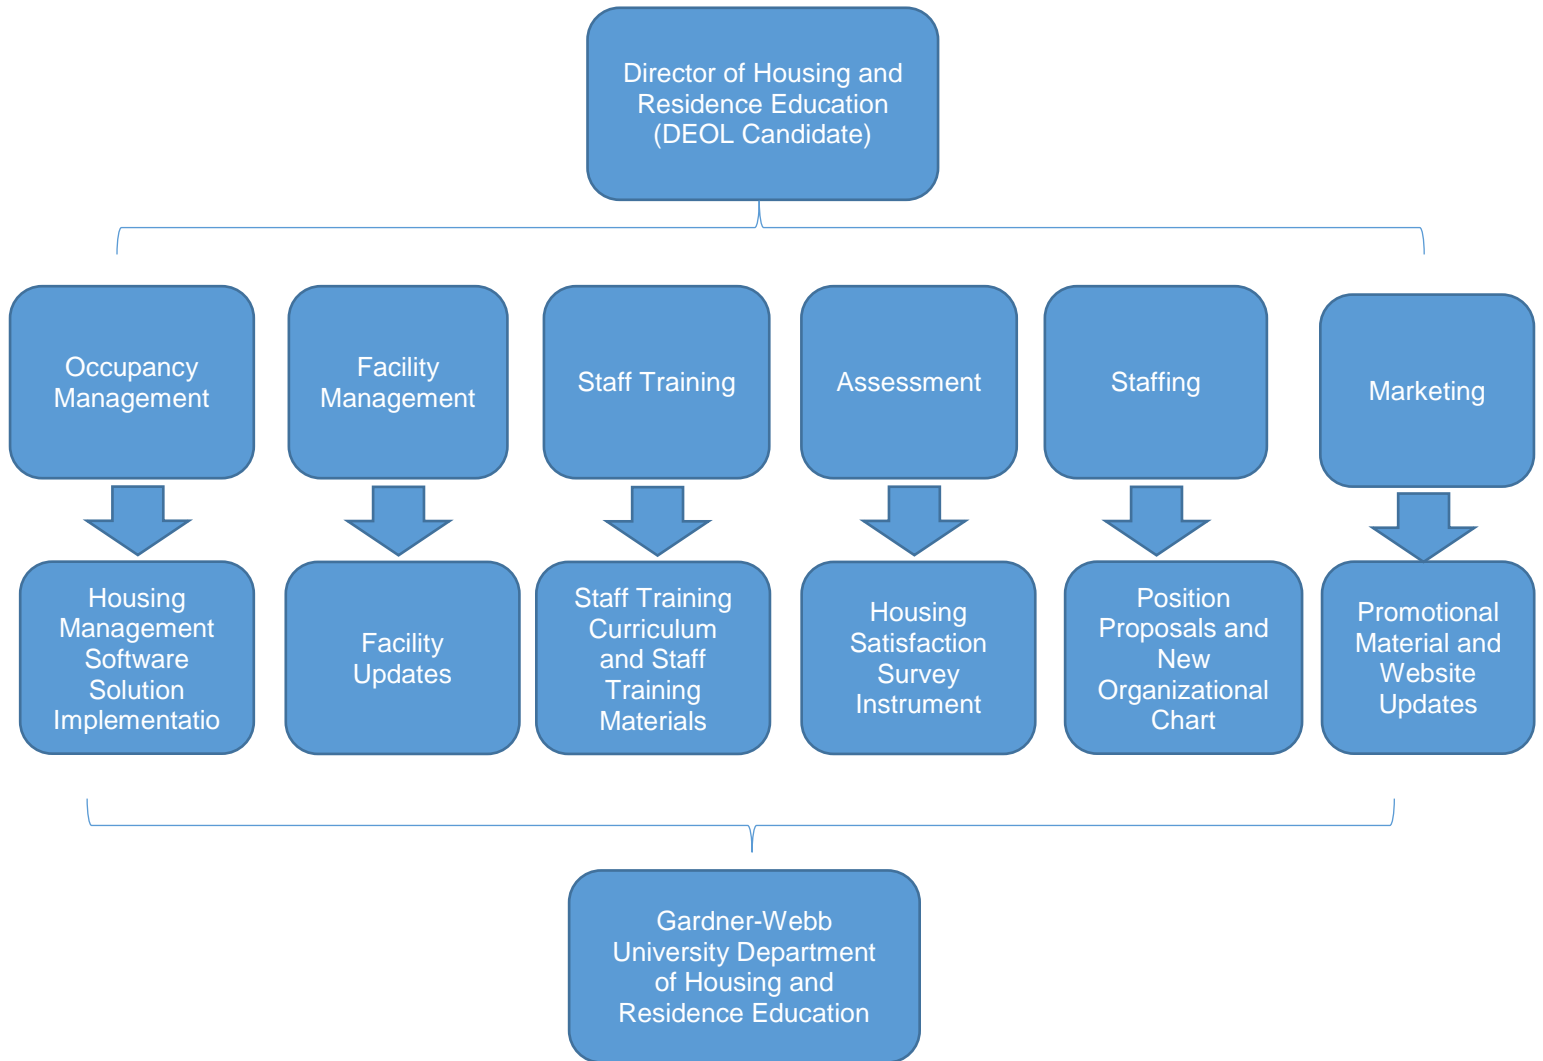 Director of Housing and
Residence Education
(DEOL Candidate)
Occupancy
Management
Facility
Management
Staff Training
Assessment
Staffing
Marketing
Housing
Management
Software
Solution
Implementatio
Facility
Updates
Staff Training
Curriculum
and Staff
Training
Materials
Housing
Satisfaction
Survey
Instrument
Position
Proposals and
New
Organizational
Chart
Promotional
Material and
Website
Updates
Gardner-Webb
University Department
of Housing and
Residence Education